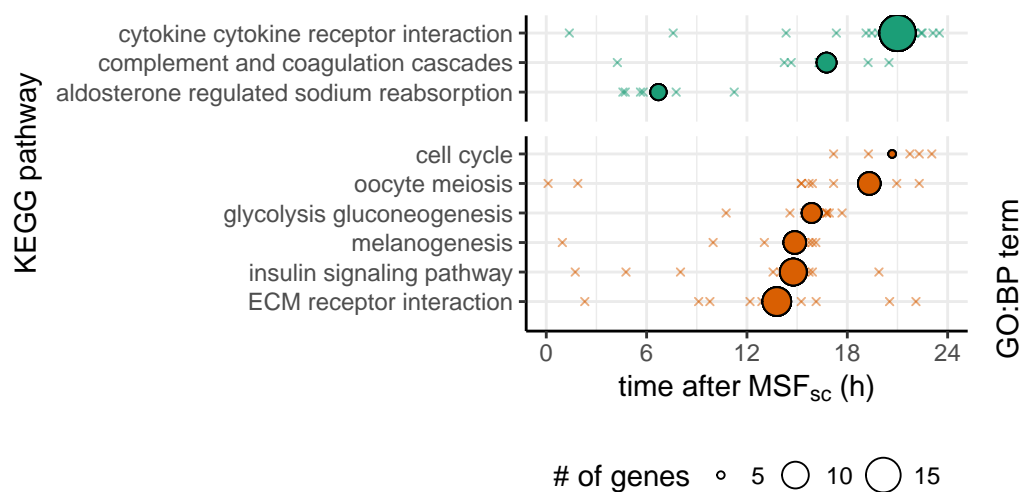 KEGG pathway
cytokine cytokine receptor interaction
complement and coagulation cascades
aldosterone regulated sodium reabsorption
cell cycle
oocyte meiosis
glycolysis gluconeogenesis
melanogenesis
insulin signaling pathway
ECM receptor interaction
GO:BP term
0 6 12 18 24
time after MSFsc (h)
# of genes 5 10 15